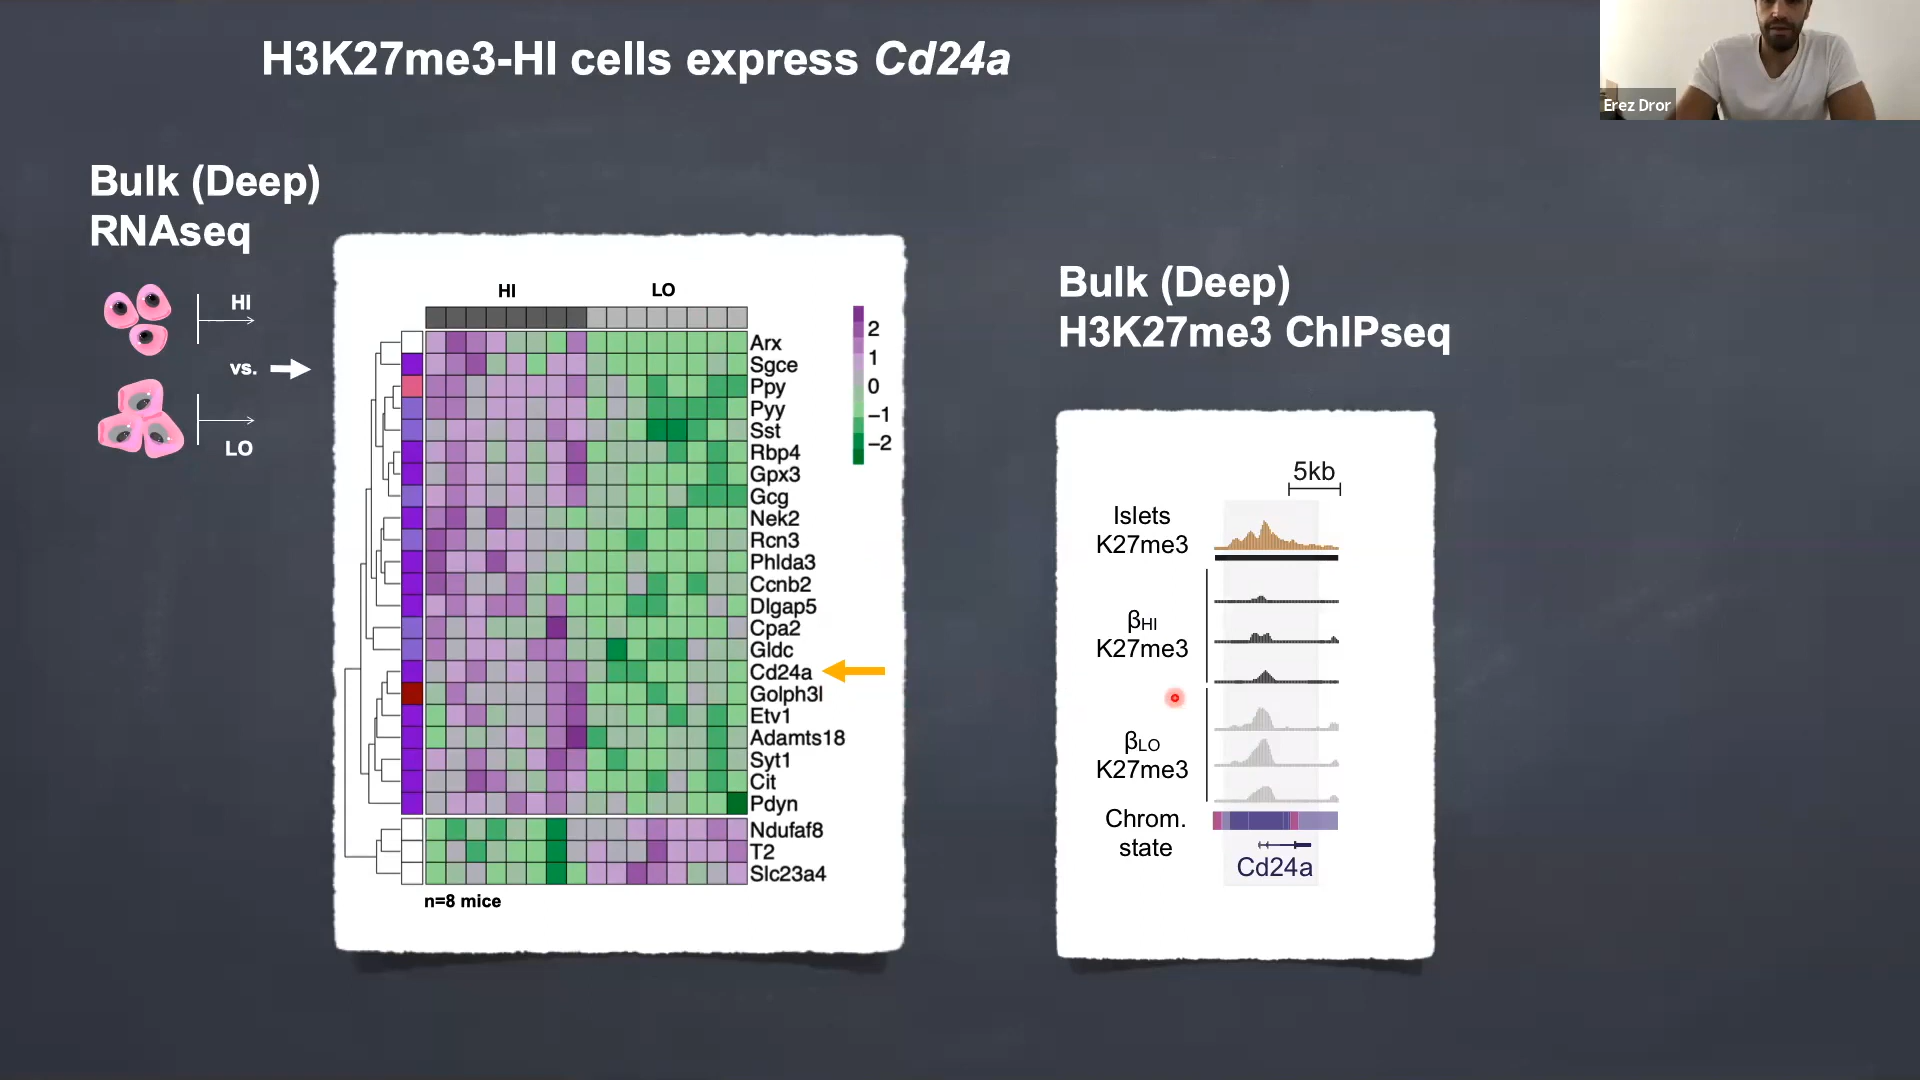 H3K27me3-HI cells express Cd24a
Erez Dror
Bulk (Deep)
RNAseq
HI
vs.
LO
HI LO
2
1
0
−1
−2
Arx
Sgce
Ppy
Pyy
Sst
Rbp4
Gpx3
Gcg
Nek2
Rcn3
Phlda3
Ccnb2
Dlgap5
Cpa2
Gldc
Cd24a
Golph3l
Etv1
Adamts18
Syt1
Cit
Pdyn
Ndufaf8
T2
Slc23a4
n=8 mice
Bulk (Deep)
H3K27me3 ChIPseq
5kb
Islets
K27me3
βHI
K27me3
βLO
K27me3
Chrom.
state
Cd24a